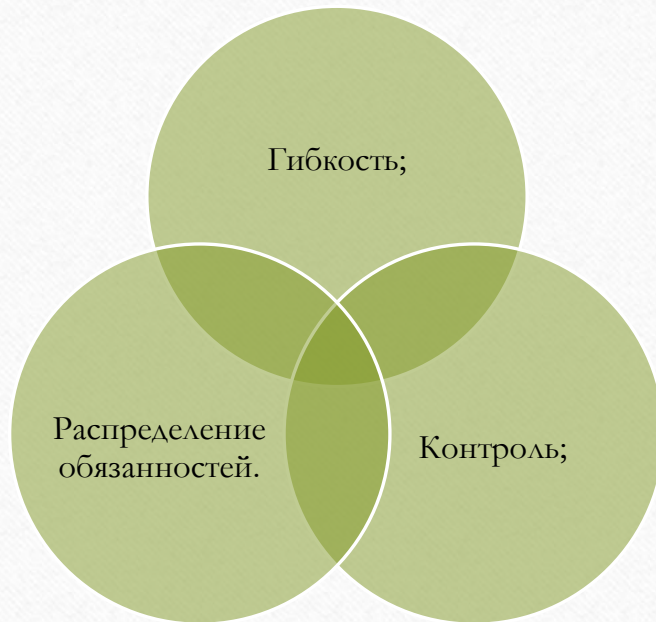 Гибкость;
Распределение
обязанностей.
Контроль;